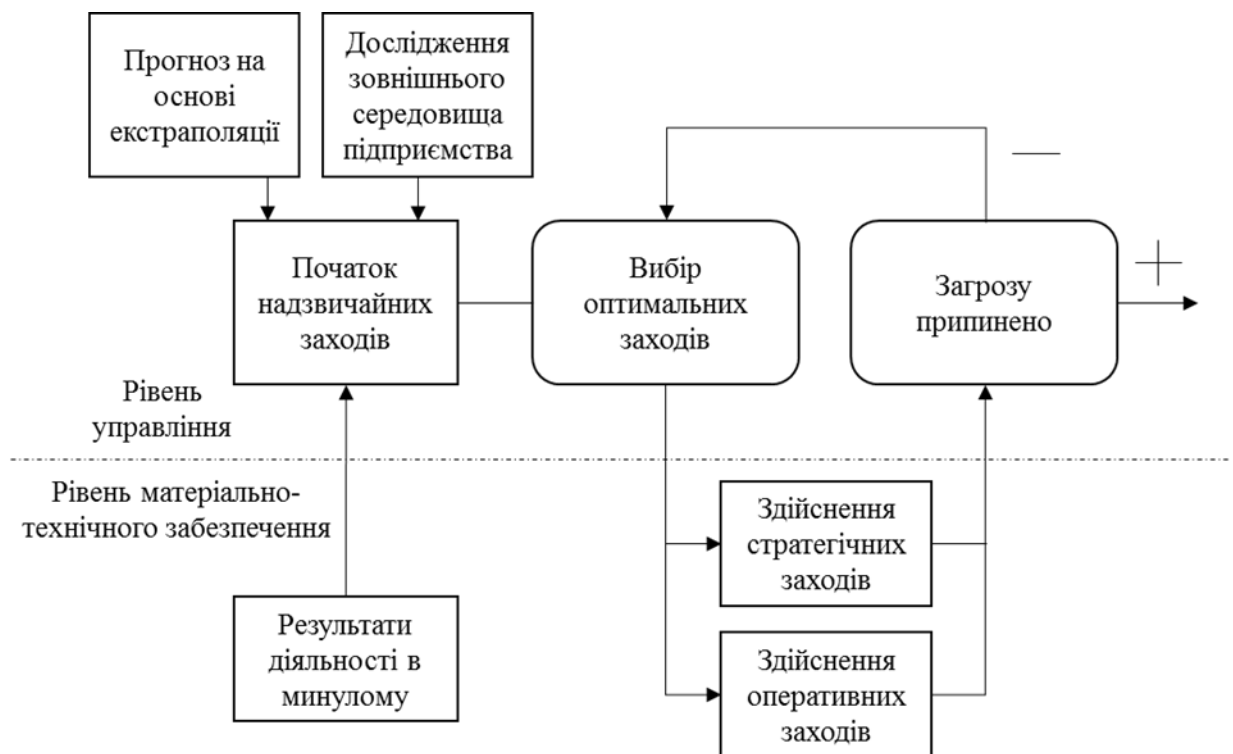 Прогноз на
основі
екстраполяції
Дослідження
зовнішнього
середовища
підприємства
Початок
надзвичайних
заходів
Вибір
оптимальних
заходів
Загрозу
припинено
—
+
Рівень
управління
Рівень матеріально-
технічного забезпечення
Результати
діяльності в
минулому
Здійснення
стратегічних
заходів
Здійснення
оперативних
заходів